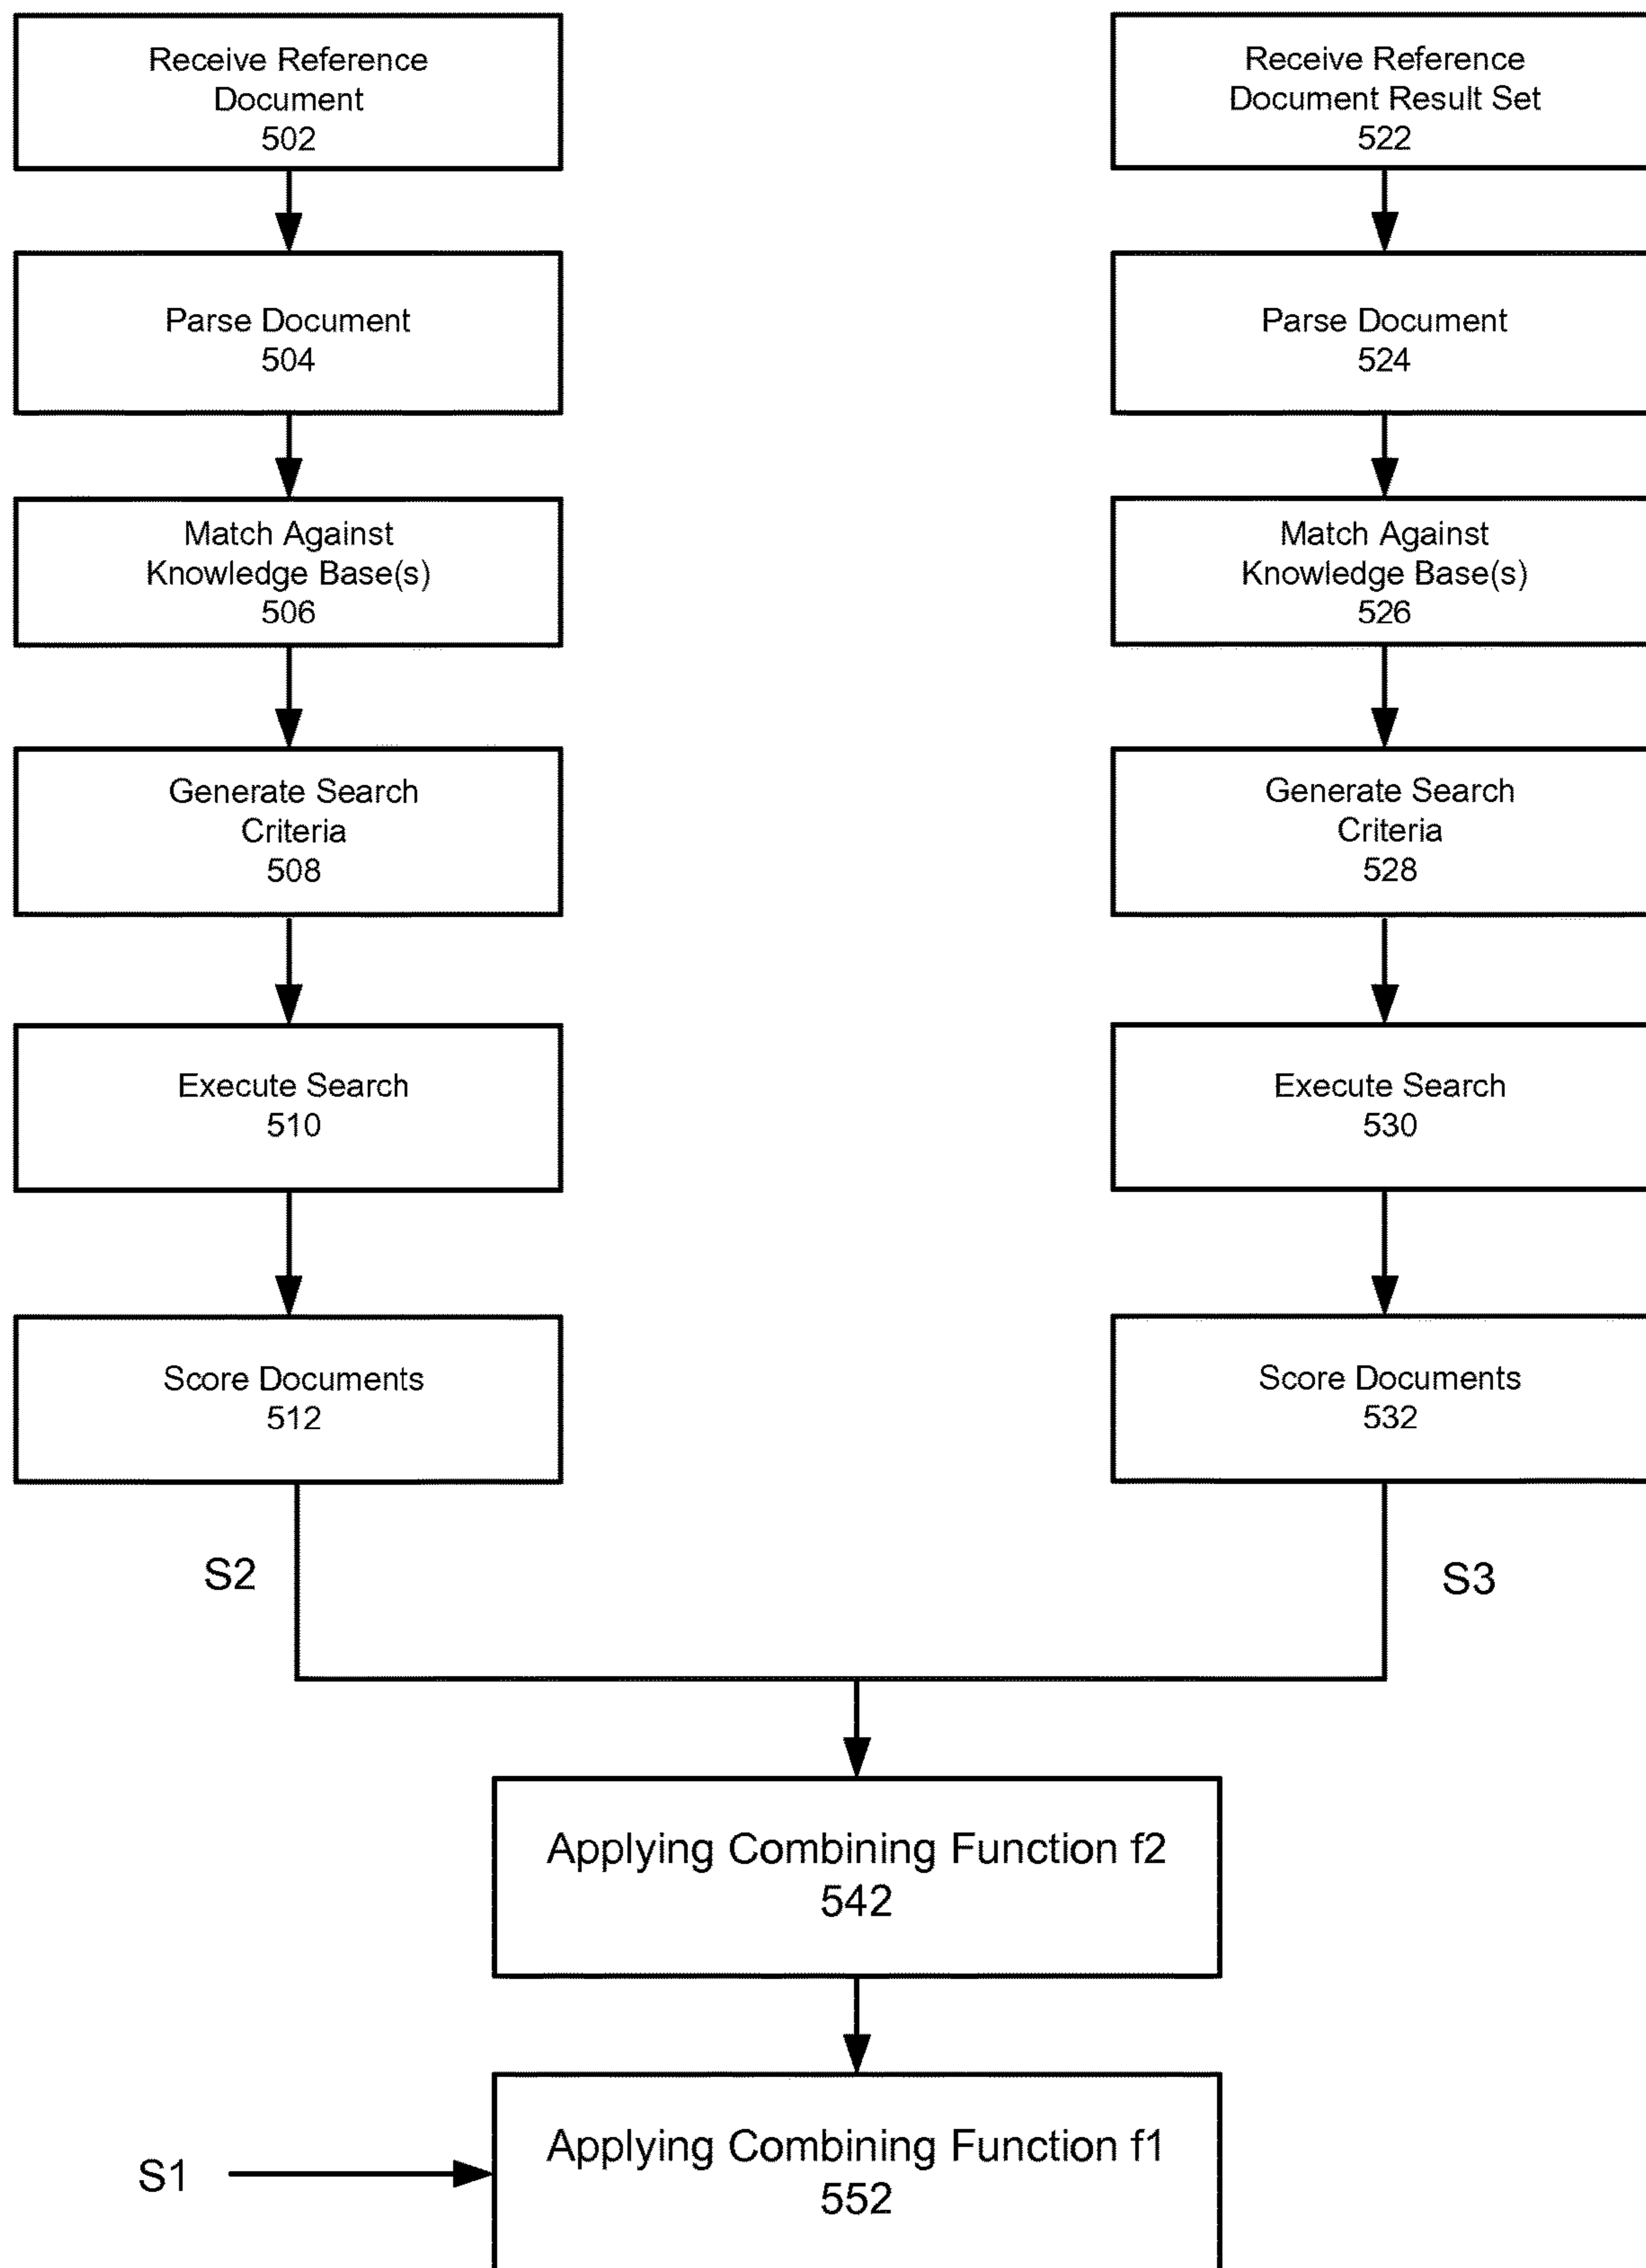 Receive Reference
Document
502
Parse Document
504
Match Against
Knowledge Base(s)
506
Generate Search
Criteria
508
Execute Search
510
Score Documents
512
S2
Receive Reference
Document Result Set
522
Parse Document
524
Match Against
Knowledge Base(s)
526
Generate Search
Criteria
528
Execute Search
530
Score Documents
532
S3
Applying Combining Function f2
542
S1
Applying Combining Function f1
552